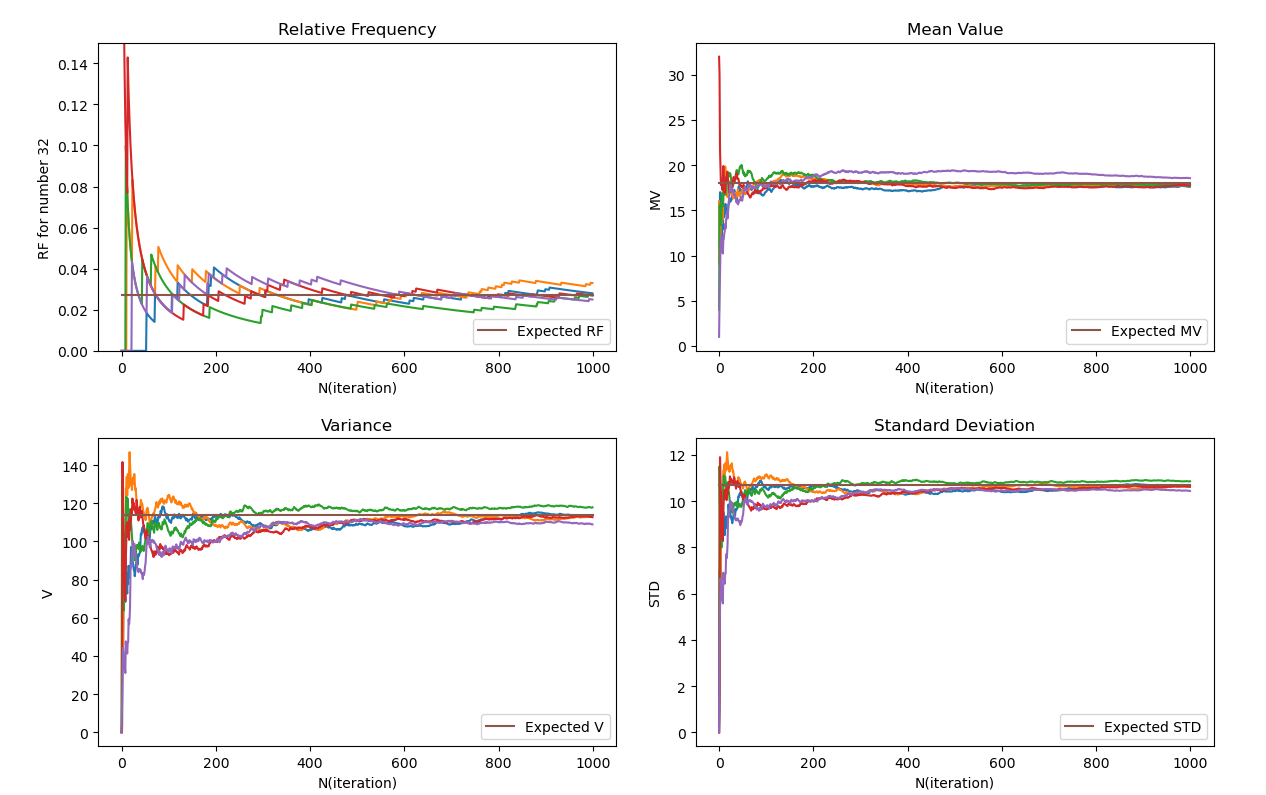 Relative Frequency
RF for number 32
0.14
0.12
0.10
0.08
0.06
0.04
0.02
0.00
0 200 400 600 800 1000
N(iteration)
Expected RF
Mean Value
MV
30
25
20
15
10
5
0
0 200 400 600 800 1000
N(iteration)
Expected MV
Variance
V
140
120
100
80
60
40
20
0
0 200 400 600 800 1000
N(iteration)
Expected V
Standard Deviation
STD
12
10
8
6
4
2
0
0 200 400 600 800 1000
N(iteration)
Expected STD